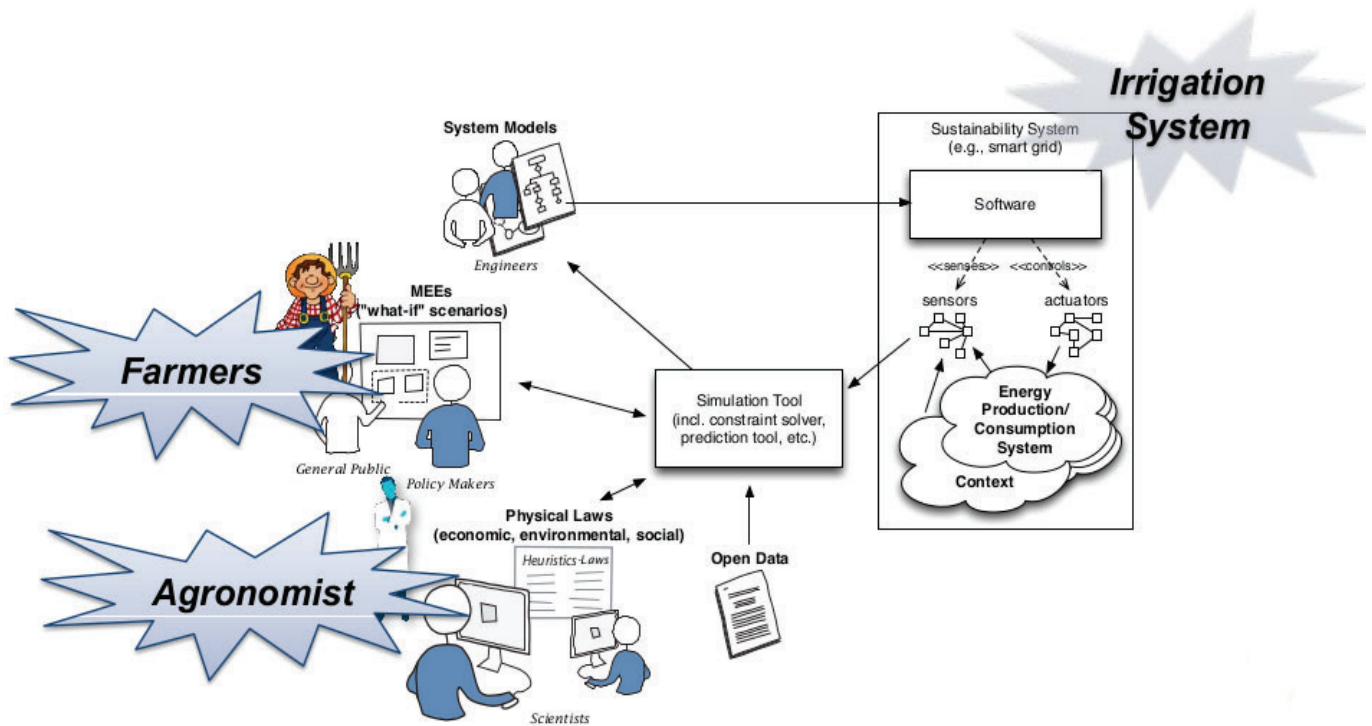 Irrigation
System
System Models
Engineers
Sustainability System
(e.g., smart grid)
Software
<<senses>>
<<controls>>
sensors
actuators
Energy
Production/
Consumption
System
Context
MEEs
("what-if" scenarios)
Farmers
General Public
Policy Makers
Simulation Tool
(incl. constraint solver,
prediction tool, etc.)
Physical Laws
(economic, environmental, social)
Heuristics-Laws
Agronomist
Scientists
Open Data